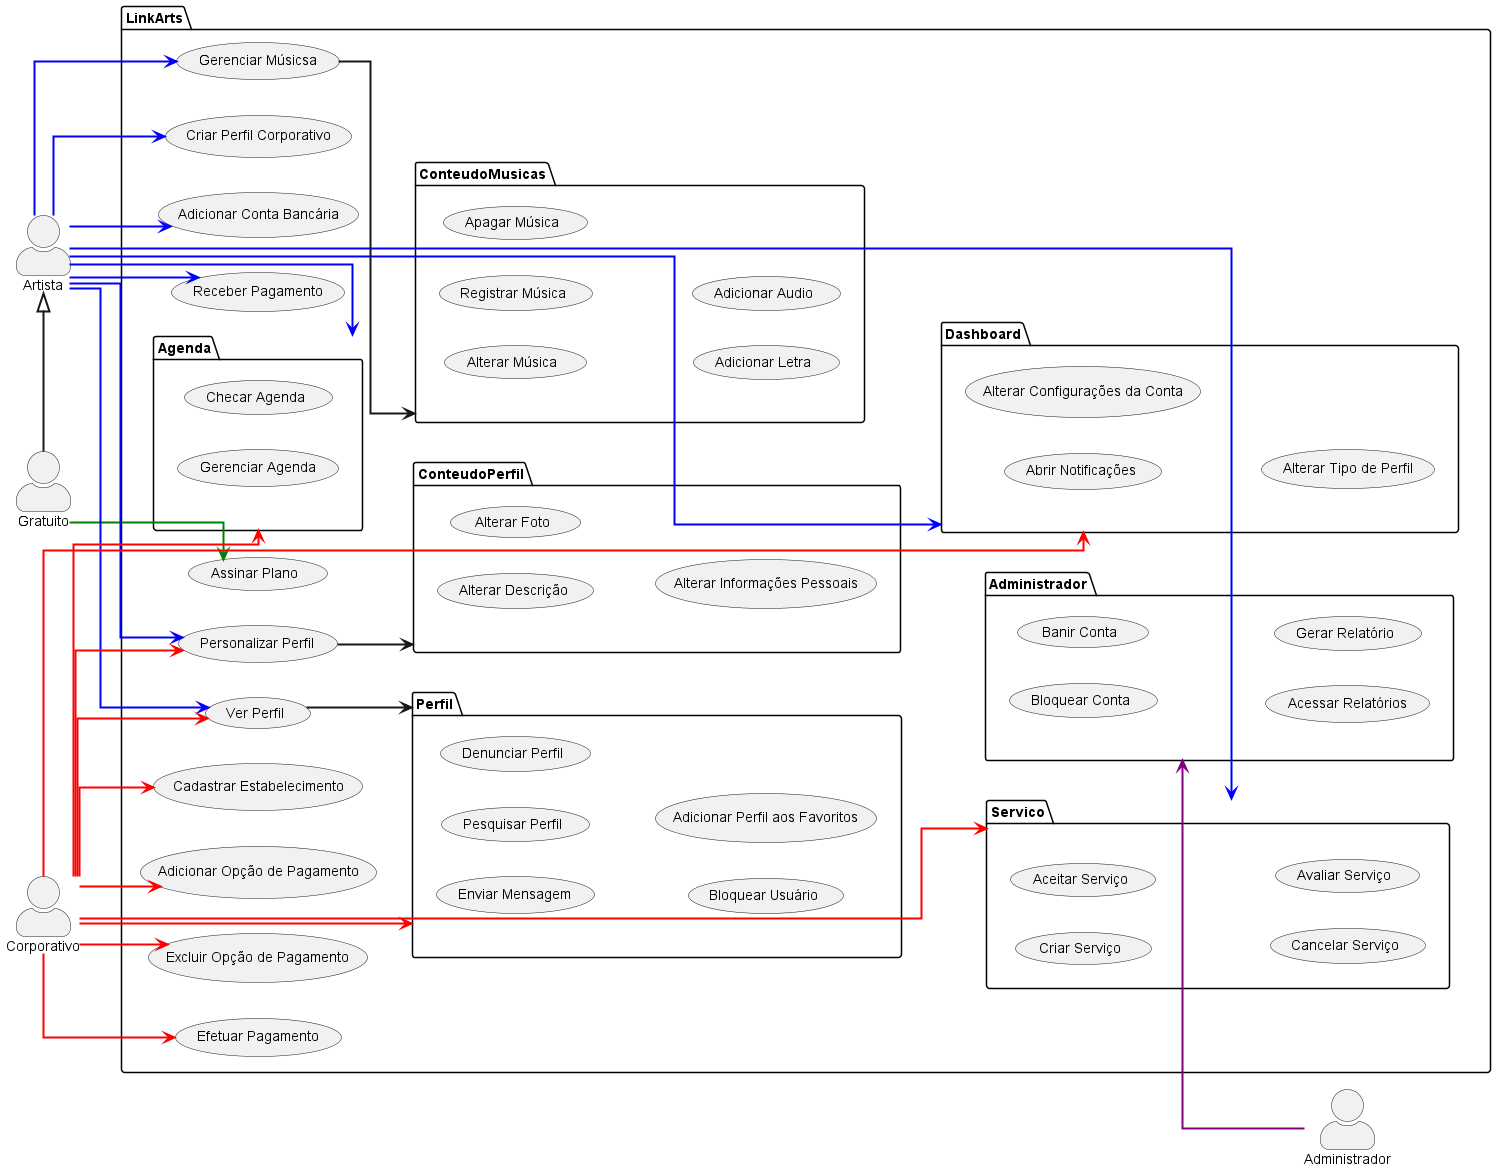 LinkArts
Gerenciar Músicsa
Criar Perfil Corporativo
Adicionar Conta Bancária
Receber Pagamento
Artista
Agenda
Checar Agenda
Gerenciar Agenda
Gratuito
Assinar Plano
Personalizar Perfil
Ver Perfil
Cadastrar Estabelecimento
Adicionar Opção de Pagamento
Corporativo
Excluir Opção de Pagamento
Efetuar Pagamento
ConteudoMusicas
Apagar Música
Registrar Música
Adicionar Audio
Alterar Música
Adicionar Letra
ConteudoPerfil
Alterar Foto
Alterar Descrição
Alterar Informações Pessoais
Perfil
Denunciar Perfil
Pesquisar Perfil
Adicionar Perfil aos Favoritos
Enviar Mensagem
Bloquear Usuário
Dashboard
Alterar Configurações da Conta
Abrir Notificações
Alterar Tipo de Perfil
Administrador
Banir Conta
Gerar Relatório
Bloquear Conta
Acessar Relatórios
Servico
Aceitar Serviço
Avaliar Serviço
Criar Serviço
Cancelar Serviço
Administrador